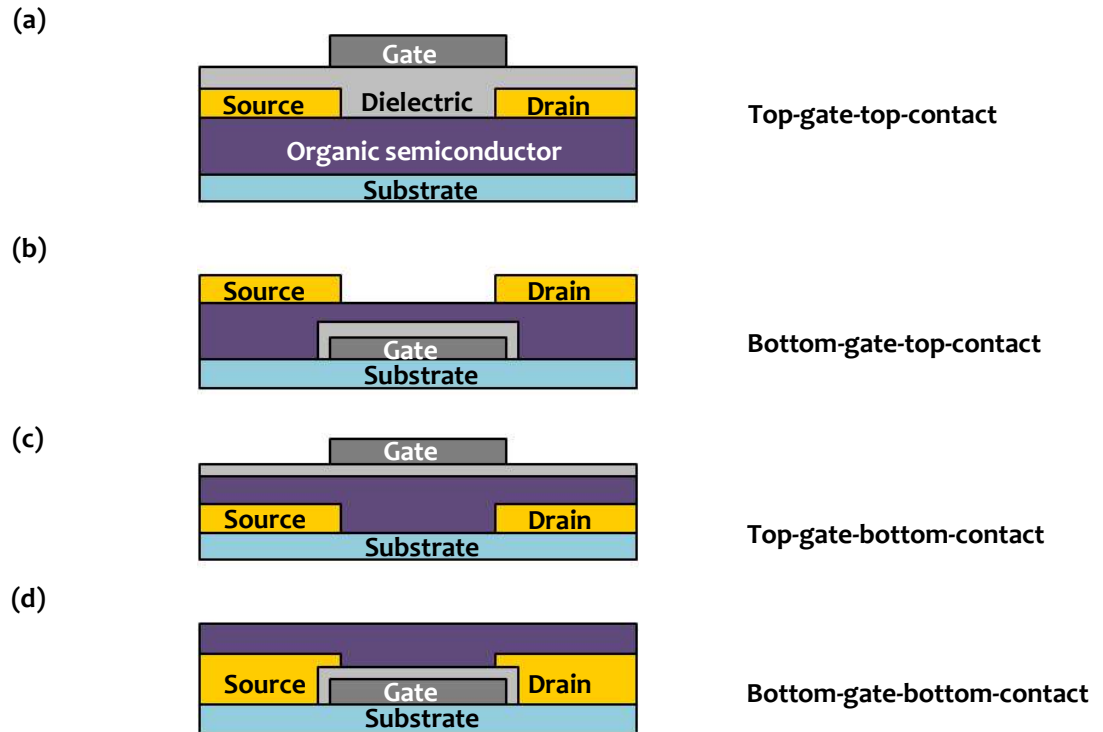 (a)
Gate
Source Dielectric Drain
Top-gate-top-contact
Organic semiconductor
Substrate
(b)
Source Drain
Bottom-gate-top-contact
Gate
Substrate
(c)
Gate
Source Drain
Top-gate-bottom-contact
Substrate
(d)
Source Gate Drain
Bottom-gate-bottom-contact
Substrate